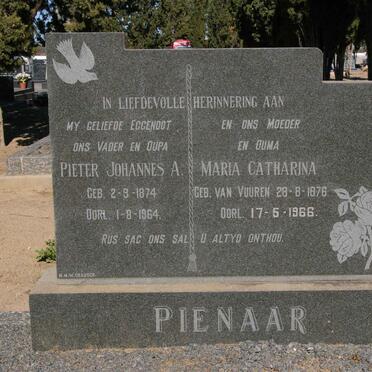 IN LIEFDEVOLLE HERINNERING AAN
MY GELIEFDE EGGENOOT
ONS VADER EN OUPA
PIETER JOHANNES A.
GEB. 2-9-1874
OORL. 1-8-1964.
EN ONS MOEDER
EN OUMA
MARIA CATHARINA
GEB. VAN VUUREN 28-8-1876
OORL. 17-5-1966.
RUS SAG ONS SAL U ALTYD ONTHOU.
PIENAAR